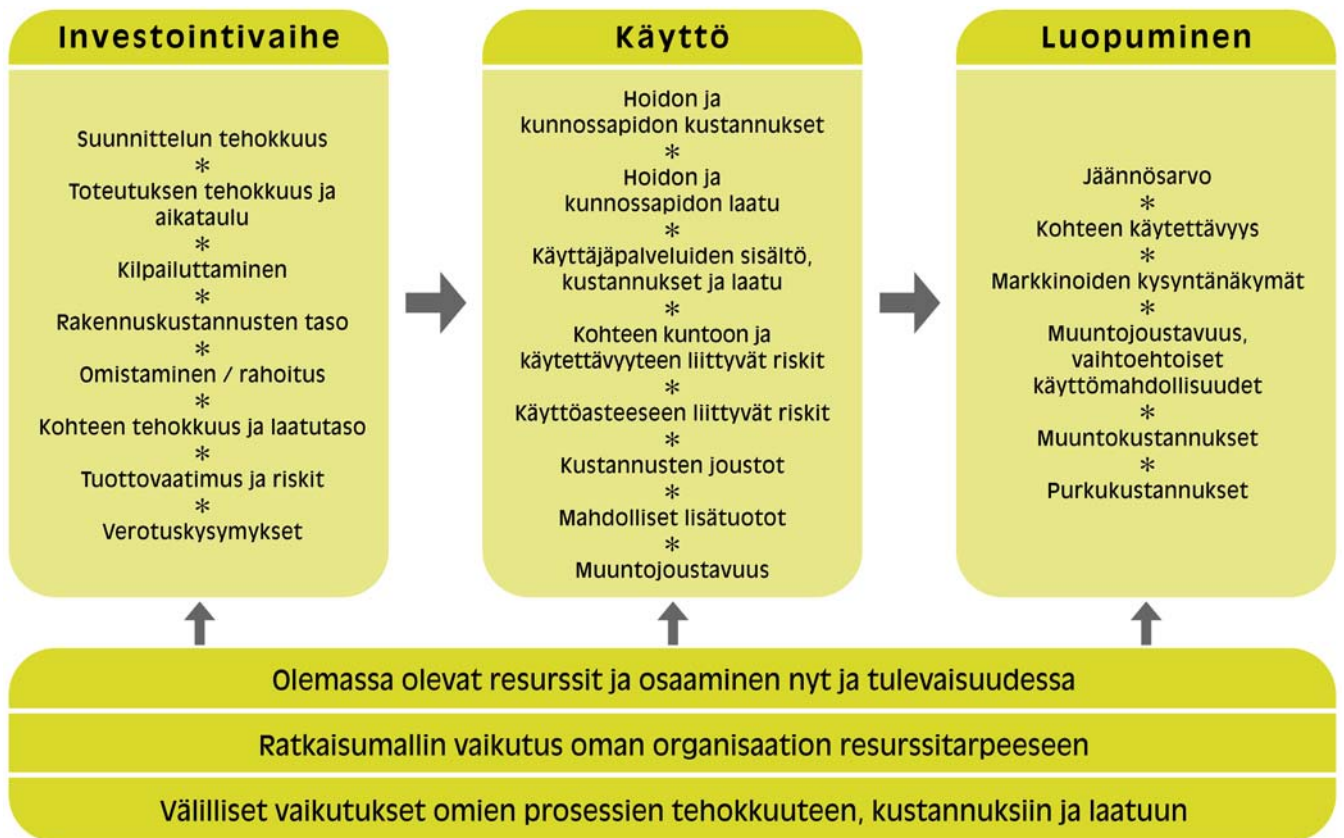 Investointivaihe
Suunnittelun tehokkuus
*
Toteutuksen tehokkuus ja
aikataulu
*
Kilpailuttaminen
*
Rakennuskustannusten taso
*
Omistaminen / rahoitus
*
Kohteen tehokkuus ja laatutaso
*
Tuottovaatimus ja riskit
*
Verotuskysymykset
Käyttö
Hoidon ja
kunnossapidon kustannukset
*
Hoidon ja
kunnossapidon laatu
*
Käyttäjäpalveluiden sisältö,
kustannukset ja laatu
*
Kohteen kuntoon ja
käytettävyyteen liittyvät riskit
*
Käyttöasteeseen liittyvät riskit
*
Kustannusten joustot
*
Mahdolliset lisätuotot
*
Muuntojoustavuus
Luopuminen
Jäännösarvo
*
Kohteen käytettävyys
*
Markkinoiden kysyntänäkymät
*
Muuntojoustavuus,
vaihtoehtoiset
käyttömahdollisuudet
*
Muuntokustannukset
*
Purkukustannukset
Olemassa olevat resurssit ja osaaminen nyt ja tulevaisuudessa
Ratkaisumallin vaikutus oman organisaation resurssitarpeeseen
Välilliset vaikutukset omien prosessien tehokkuuteen, kustannuksiin ja laatuun